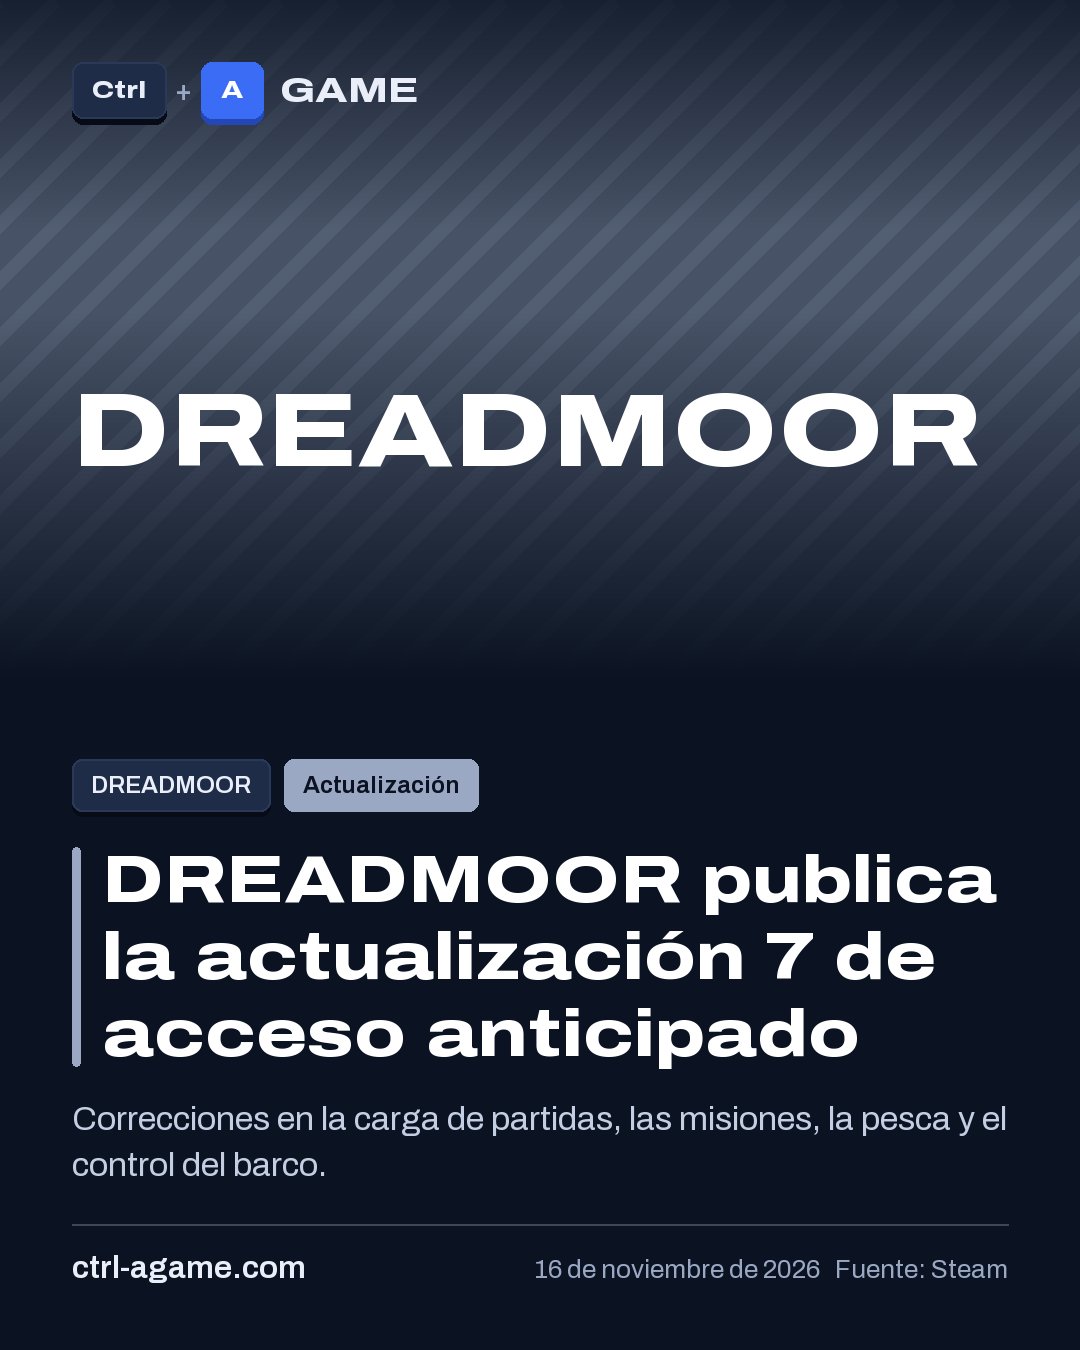 Ctrl + A GAME
DREADMOOR
DREADMOOR Actualización
DREADMOOR publica
la actualización 7 de
acceso anticipado
Correcciones en la carga de partidas, las misiones, la pesca y el
control del barco.
ctrl-agame.com 16 de noviembre de 2026 Fuente: Steam